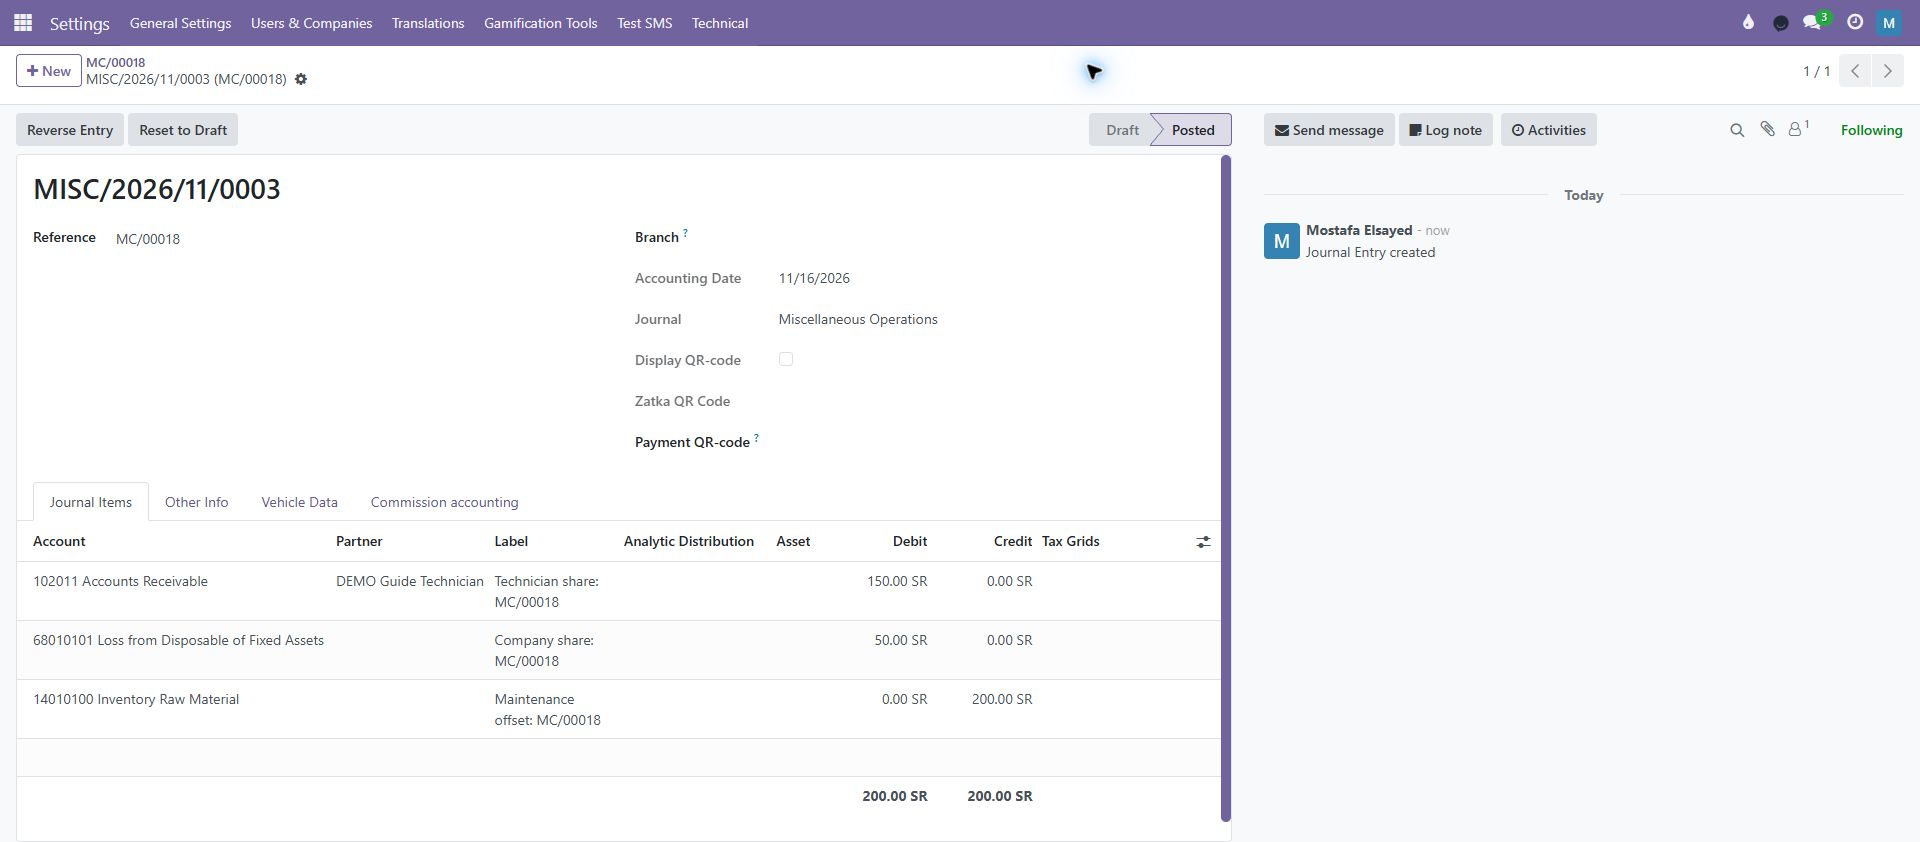 Settings General Settings Users & Companies Translations Gamification Tools Test SMS Technical 3 M
New
MC/00018
MISC/2026/11/0003 (MC/00018)
1 / 1
Reverse Entry Reset to Draft Draft Posted Send message Log note Activities 1 Following
MISC/2026/11/0003
Today
Reference MC/00018
Branch ?
Accounting Date 11/16/2026
Journal Miscellaneous Operations
Display QR-code
Zatka QR Code
Payment QR-code ?
M Mostafa Elsayed - now
Journal Entry created
Journal Items Other Info Vehicle Data Commission accounting
Account Partner Label Analytic Distribution Asset Debit Credit Tax Grids
102011 Accounts Receivable DEMO Guide Technician Technician share: 150.00 SR 0.00 SR
MC/00018
68010101 Loss from Disposable of Fixed Assets Company share: 50.00 SR 0.00 SR
MC/00018
14010100 Inventory Raw Material Maintenance 0.00 SR 200.00 SR
offset: MC/00018
200.00 SR 200.00 SR